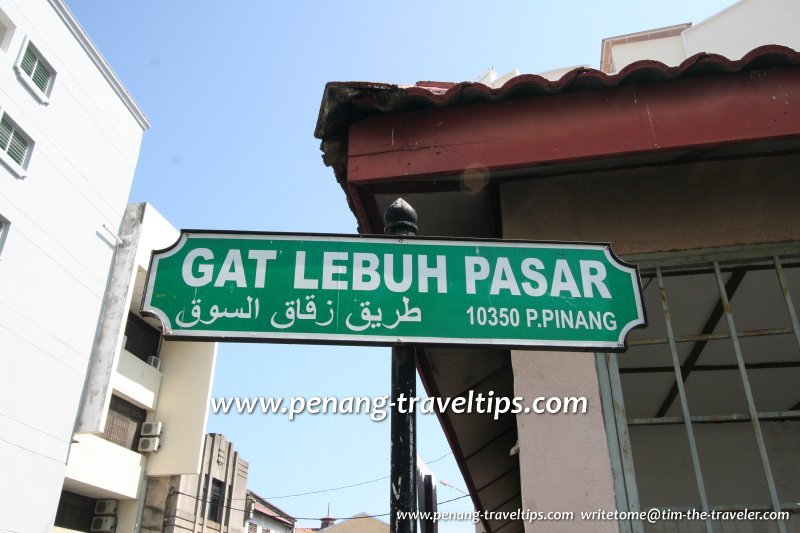 GAT LEBUH PASAR
طريق زقاق السوق 10350 P.PINANG
www.penang-traveltips.com
www.penang-traveltips.com writetome@tim-the-traveler.com